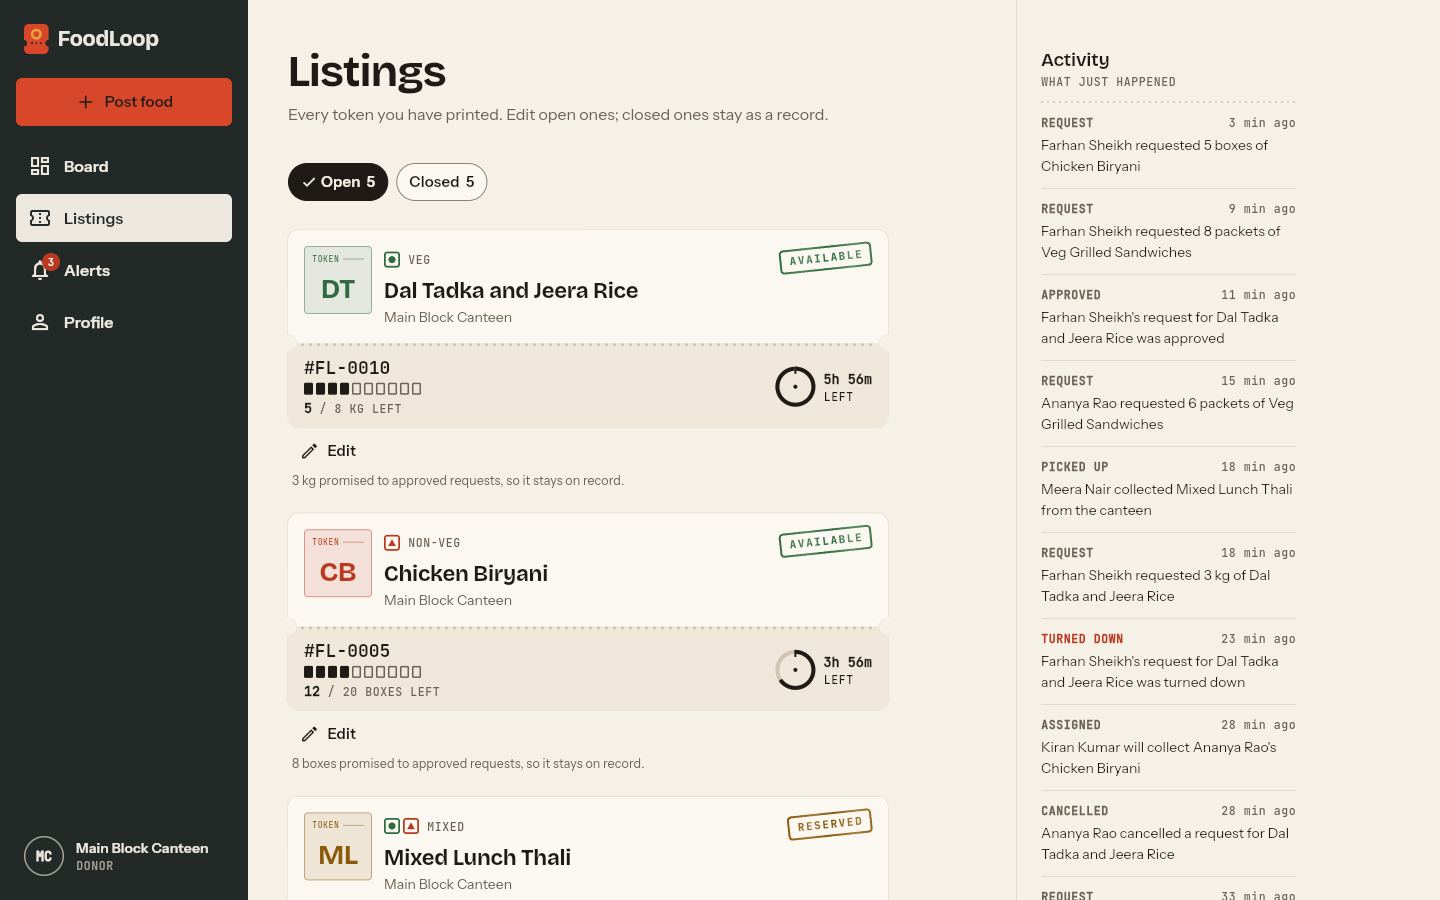 FoodLoop
Post food
Board
Listings
3
Alerts
Profile
MC
Main Block Canteen
DONOR
Listings
Every token you have printed. Edit open ones; closed ones stay as a record.
Open 5
Closed 5
TOKEN
DT
VEG
Dal Tadka and Jeera Rice
Main Block Canteen
AVAILABLE
#FL-0010
5 / 8 KG LEFT
5h 56m
LEFT
Edit
3 kg promised to approved requests, so it stays on record.
TOKEN
CB
NON-VEG
Chicken Biryani
Main Block Canteen
AVAILABLE
#FL-0005
12 / 20 BOXES LEFT
3h 56m
LEFT
Edit
8 boxes promised to approved requests, so it stays on record.
TOKEN
ML
MIXED
Mixed Lunch Thali
Main Block Canteen
RESERVED
Activity
WHAT JUST HAPPENED
REQUEST 3 min ago
Farhan Sheikh requested 5 boxes of
Chicken Biryani
REQUEST 9 min ago
Farhan Sheikh requested 8 packets of
Veg Grilled Sandwiches
APPROVED 11 min ago
Farhan Sheikh's request for Dal Tadka
and Jeera Rice was approved
REQUEST 15 min ago
Ananya Rao requested 6 packets of Veg
Grilled Sandwiches
PICKED UP 18 min ago
Meera Nair collected Mixed Lunch Thali
from the canteen
REQUEST 18 min ago
Farhan Sheikh requested 3 kg of Dal
Tadka and Jeera Rice
TURNED DOWN 23 min ago
Farhan Sheikh's request for Dal Tadka
and Jeera Rice was turned down
ASSIGNED 28 min ago
Kiran Kumar will collect Ananya Rao's
Chicken Biryani
CANCELLED 28 min ago
Ananya Rao cancelled a request for Dal
Tadka and Jeera Rice
REQUEST 33 min ago